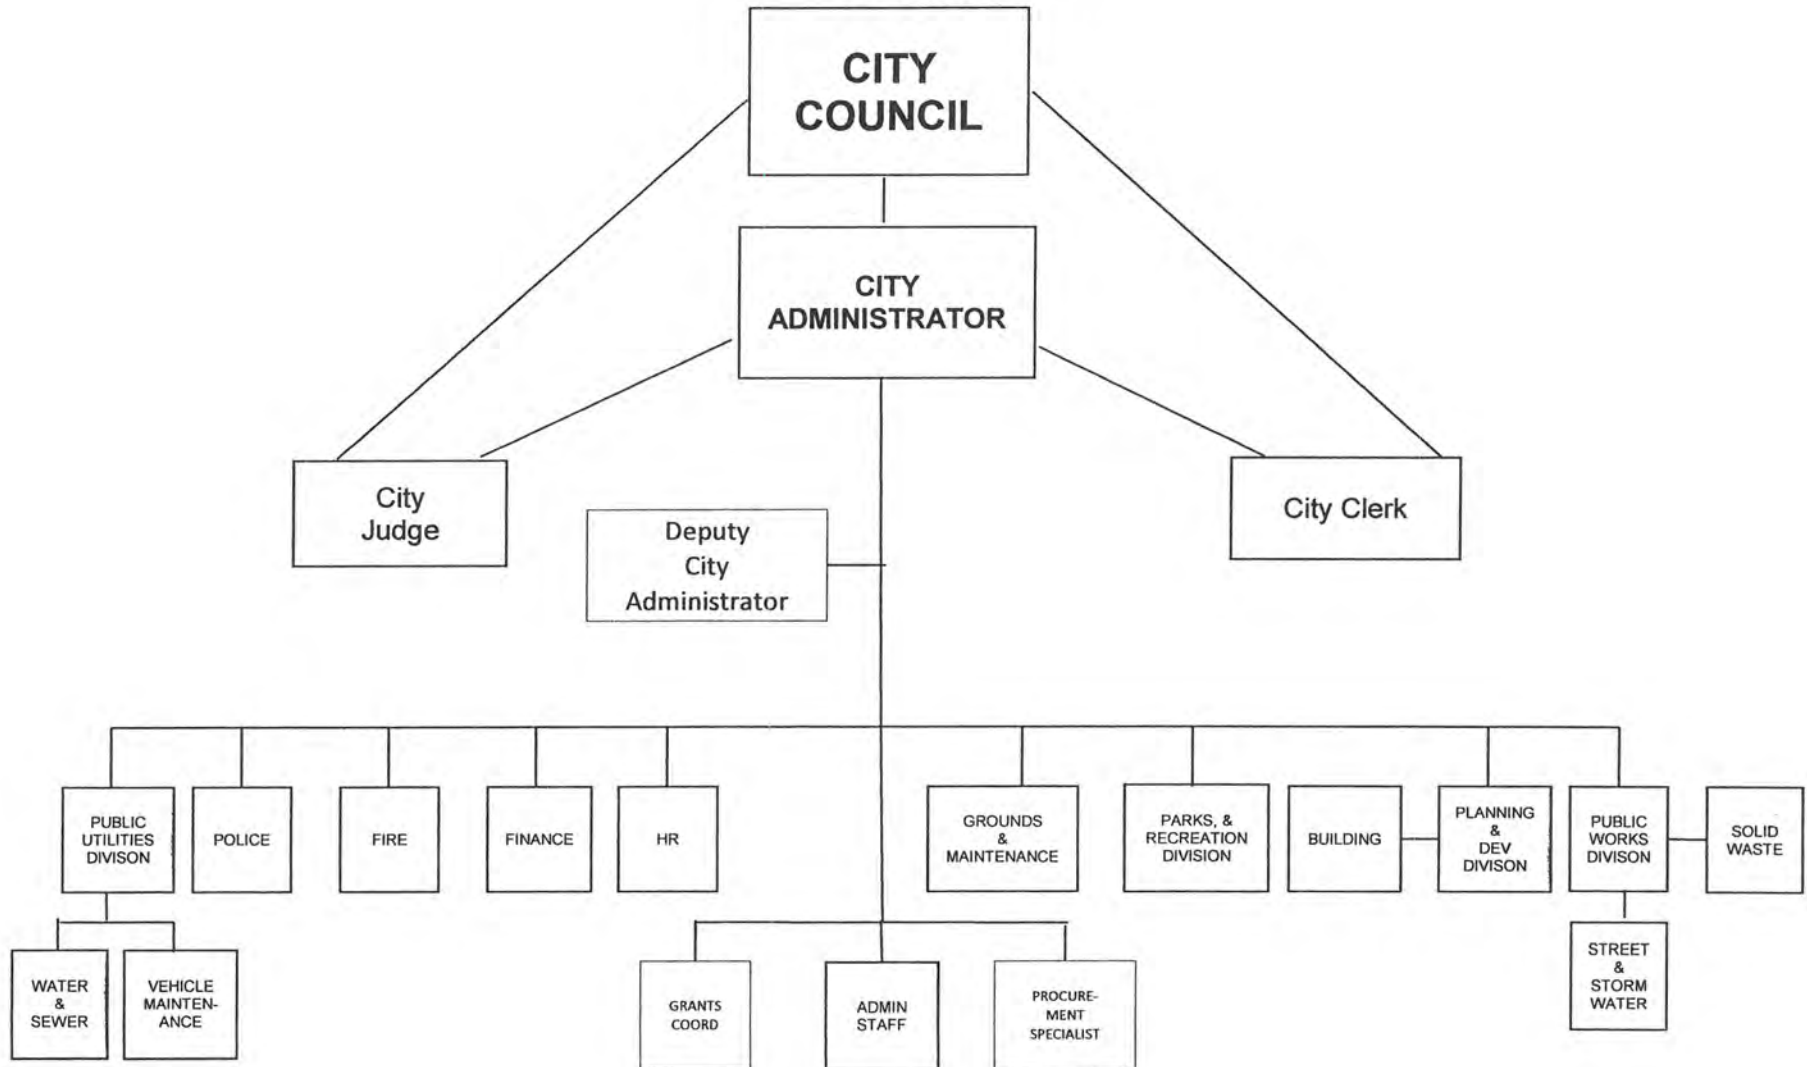 CITY
COUNCIL
CITY
ADMINISTRATOR
City
Judge
City Clerk
Deputy
City
Administrator
PUBLIC
UTILITIES
DIVISON
POLICE
FIRE
FINANCE
HR
GROUNDS
&
MAINTENANCE
PARKS, &
RECREATION
DIVISION
BUILDING
PLANNING
&
DEV
DIVISON
PUBLIC
WORKS
DIVISON
SOLID
WASTE
WATER
&
SEWER
VEHICLE
MAINTEN-
ANCE
GRANTS
COORD
ADMIN
STAFF
PROCURE-
MENT
SPECIALIST
STREET
&
STORM
WATER